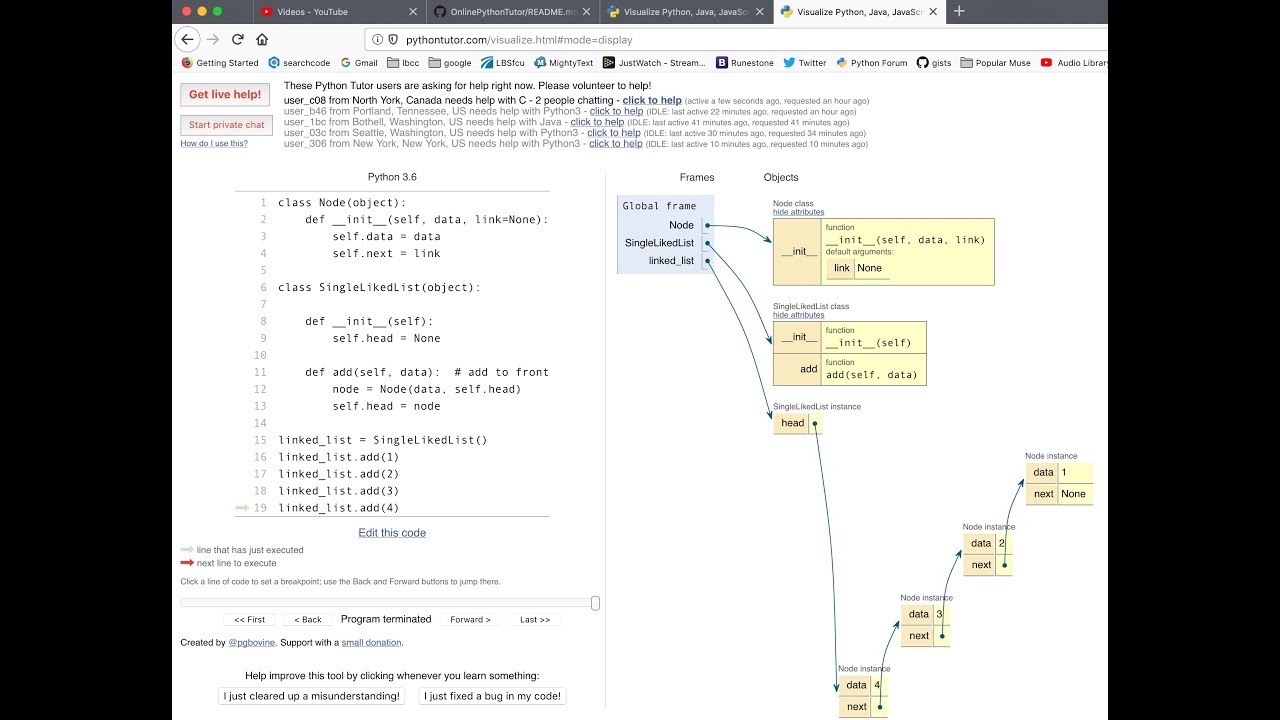 Videos - YouTube
OnlinePythonTutor/README.md
Visualize Python, Java, JavaScr
Visualize Python, Java, JavaScr
pythontutor.com/visualize.html#mode=display
Getting Started searchcode Gmail lbcc google LBSfcu MightyText JustWatch - Stream... Runestone Twitter Python Forum gists Popular Muse Audio Library
Get live help!
Start private chat
How do I use this?
These Python Tutor users are asking for help right now. Please volunteer to help!
user_c08 from North York, Canada needs help with C - 2 people chatting - click to help (active a few seconds ago, requested an hour ago)
user_b46 from Portland, Tennessee, US needs help with Python3 - click to help (IDLE: last active 22 minutes ago, requested an hour ago)
user_1bc from Bothell, Washington, US needs help with Java - click to help (IDLE: last active 41 minutes ago, requested 41 minutes ago)
user_03c from Seattle, Washington, US needs help with Python3 - click to help (IDLE: last active 30 minutes ago, requested 34 minutes ago)
user_306 from New York, New York, US needs help with Python3 - click to help (IDLE: last active 10 minutes ago, requested 10 minutes ago)
Python 3.6
1 class Node(object):
2 def __init__(self, data, link=None):
3 self.data = data
4 self.next = link
5
6 class SingleLikedList(object):
7
8 def __init__(self):
9 self.head = None
10
11 def add(self, data): # add to front
12 node = Node(data, self.head)
13 self.head = node
14
15 linked_list = SingleLikedList()
16 linked_list.add(1)
17 linked_list.add(2)
18 linked_list.add(3)
19 linked_list.add(4)
Edit this code
line that has just executed
next line to execute
Click a line of code to set a breakpoint; use the Back and Forward buttons to jump there.
<< First < Back Program terminated Forward > Last >>
Created by @pgbovine. Support with a small donation.
Help improve this tool by clicking whenever you learn something:
I just cleared up a misunderstanding! I just fixed a bug in my code!
Frames Objects
Global frame
Node
SingleLikedList
linked_list
Node class
hide attributes
__init__
function
__init__(self, data, link)
default arguments:
link None
SingleLikedList class
hide attributes
__init__
function
__init__(self)
add
function
add(self, data)
SingleLikedList instance
head
Node instance
data 1
next None
Node instance
data 2
next
Node instance
data 3
next
Node instance
data 4
next